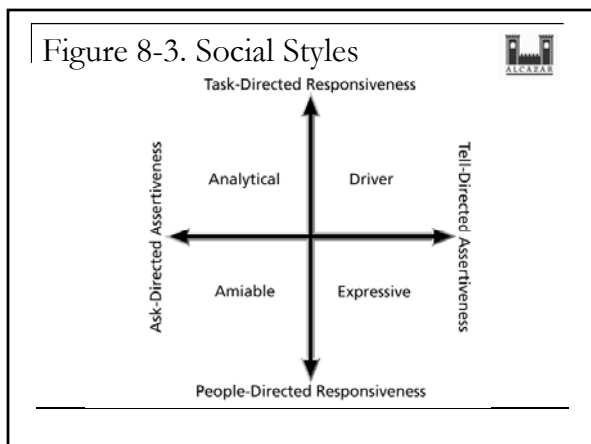 Figure 8-3. Social Styles
ALCAZAR
Task-Directed Responsiveness
Ask-Directed Assertiveness
Tell-Directed Assertiveness
Analytical
Driver
Amiable
Expressive
People-Directed Responsiveness